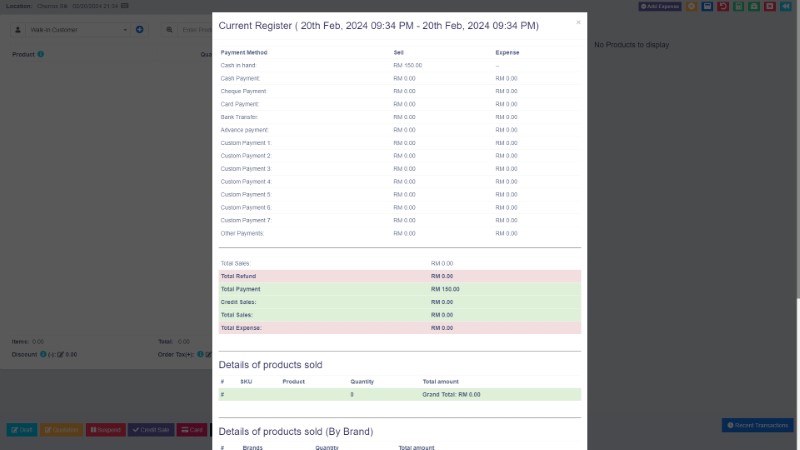 Location:
Add Expense
Current Register ( 20th Feb, 2024 09:34 PM - 20th Feb, 2024 09:34 PM)
×
Walk-in Customer
No Products to display
Product
Payment Method Sell Expense
Cash in hand: RM 150.00 --
Cash Payment: RM 0.00 RM 0.00
Cheque Payment: RM 0.00 RM 0.00
Card Payment: RM 0.00 RM 0.00
Bank Transfer: RM 0.00 RM 0.00
Advance payment: RM 0.00 RM 0.00
Custom Payment 1: RM 0.00 RM 0.00
Custom Payment 2: RM 0.00 RM 0.00
Custom Payment 3: RM 0.00 RM 0.00
Custom Payment 4: RM 0.00 RM 0.00
Custom Payment 5: RM 0.00 RM 0.00
Custom Payment 6: RM 0.00 RM 0.00
Custom Payment 7: RM 0.00 RM 0.00
Other Payments: RM 0.00 RM 0.00
Total Sales: RM 0.00
Total Refund RM 0.00
Total Payment RM 150.00
Credit Sales: RM 0.00
Total Sales: RM 0.00
Total Expense: RM 0.00
Items: 0.00 Total: 0.00
Discount (-): 0.00 Order Tax(+):
Details of products sold
# SKU Product Quantity Total amount
# 0 Grand Total: RM 0.00
Draft Quotation Suspend Credit Sale Card
Recent Transactions
Details of products sold (By Brand)
# Brands Quantity Total amount